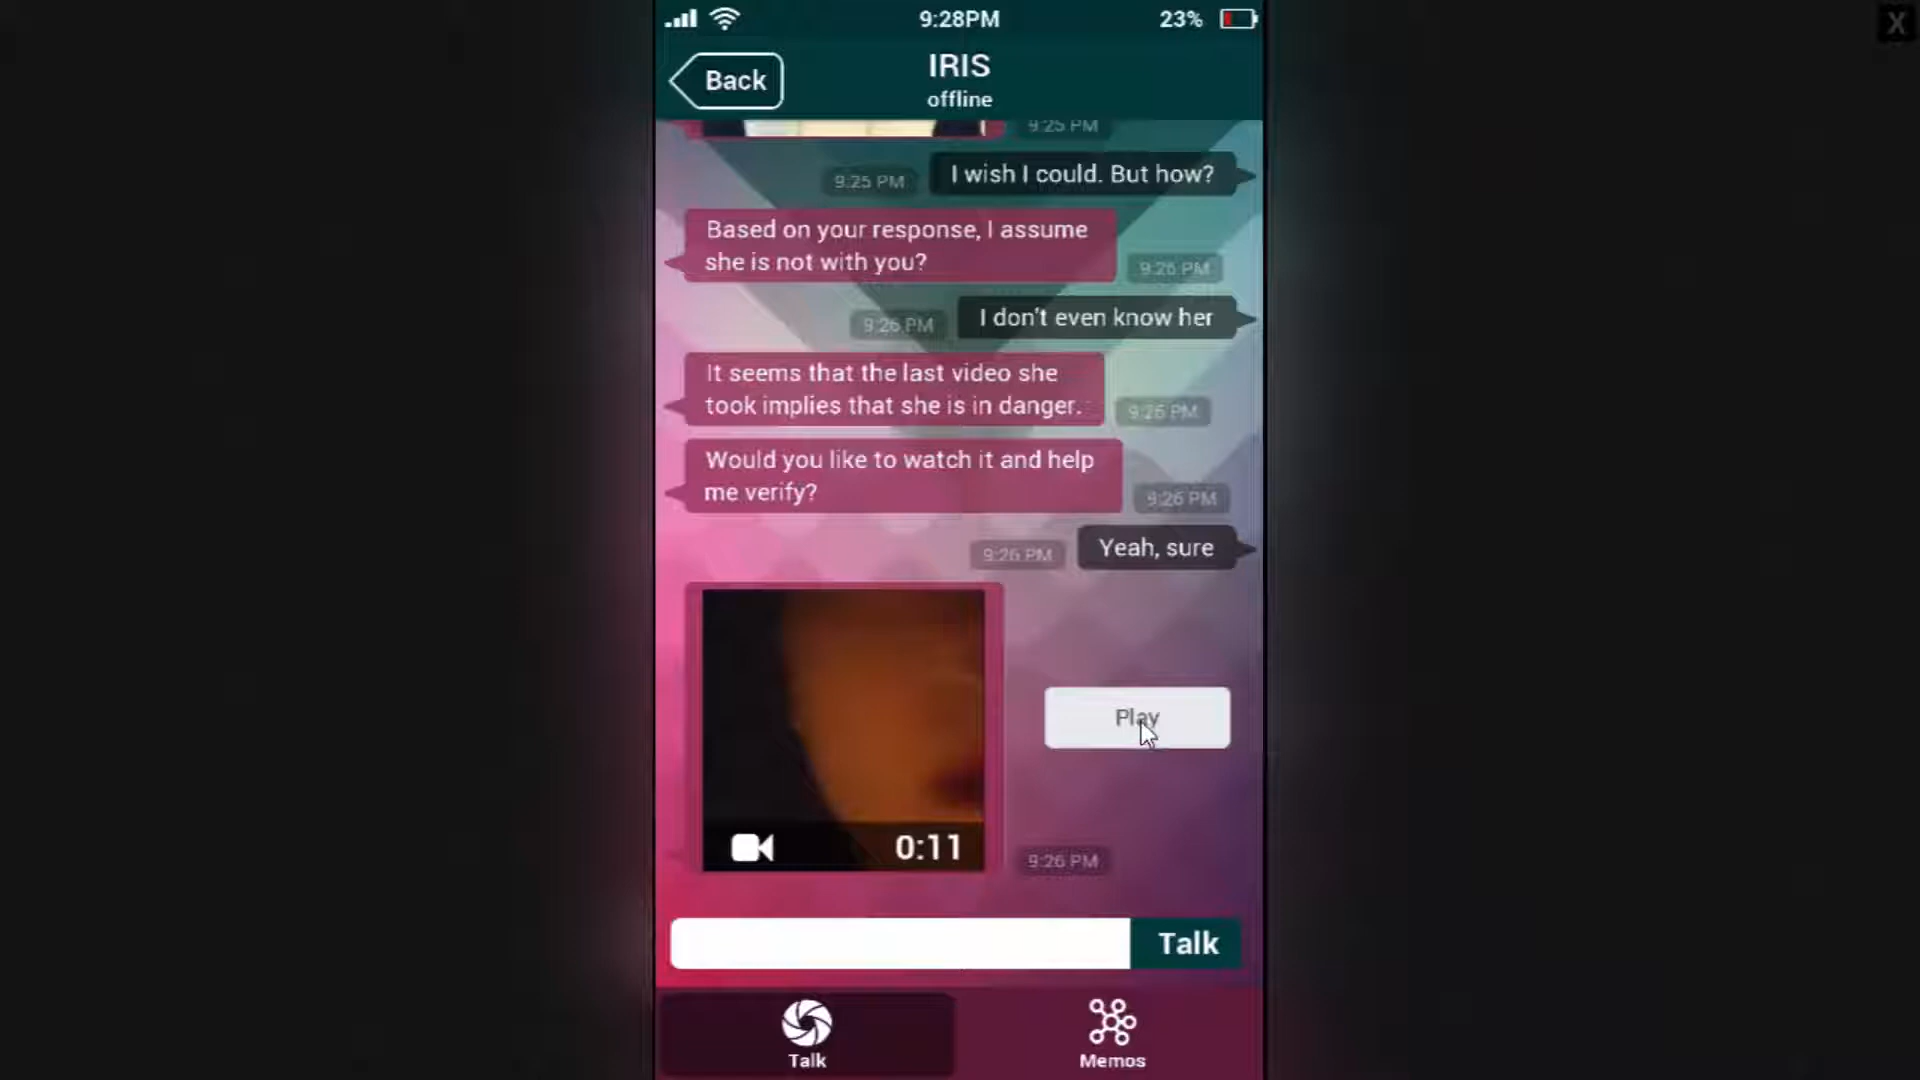 9:28PM
23%
X
Back
IRIS
offline
9:25 PM
I wish I could. But how?
9:25 PM
Based on your response, I assume
she is not with you?
9:26 PM
I don't even know her
9:26 PM
It seems that the last video she
took implies that she is in danger.
9:26 PM
Would you like to watch it and help
me verify?
9:26 PM
Yeah, sure
9:26 PM
Play
0:11
9:26 PM
Talk
Talk
Memos